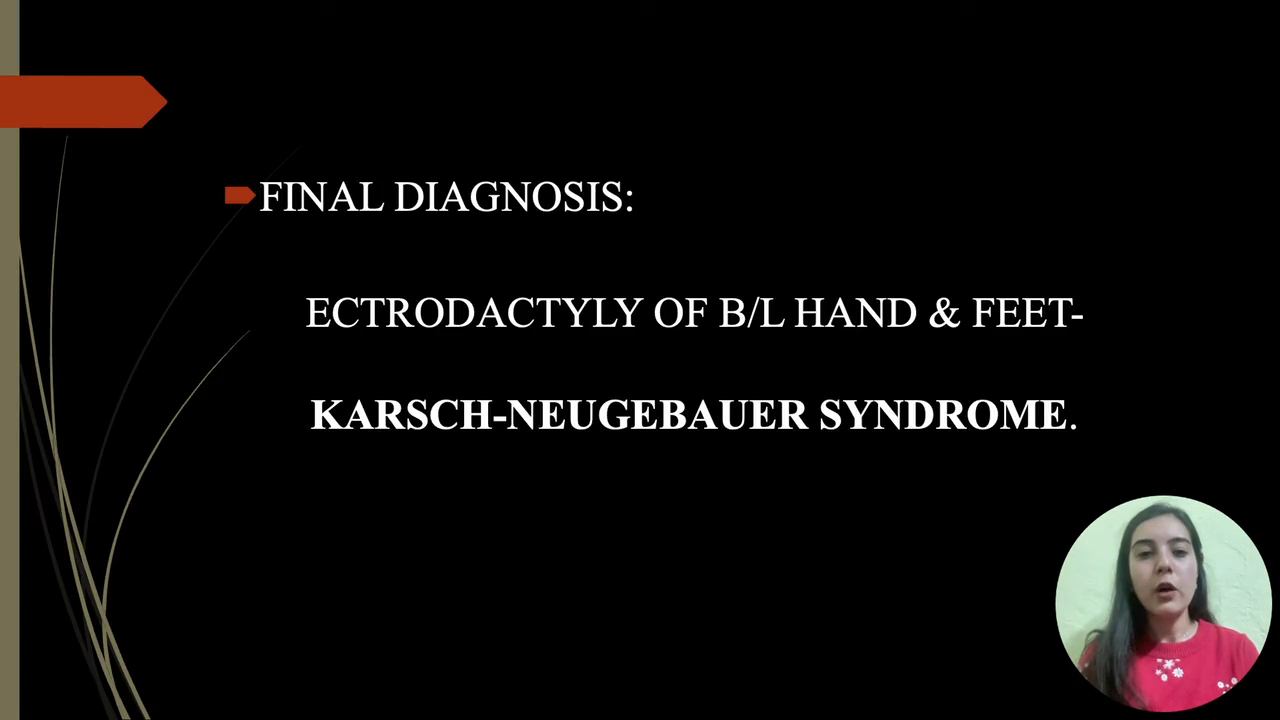 FINAL DIAGNOSIS:
ECTRODACTYLY OF B/L HAND & FEET-
KARSCH-NEUGEBAUER SYNDROME.